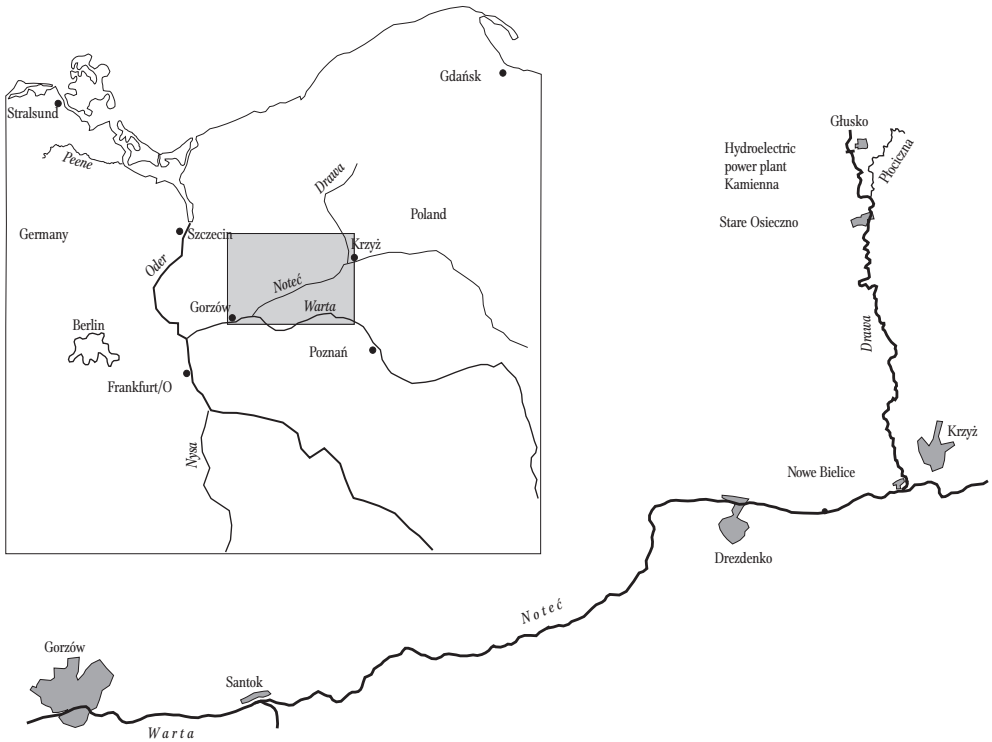 Gdańsk
Stralsund
Peene
Drawa
Poland
Germany
Szczecin
Krzyż
Oder
Noteć
Gorzów
Warta
Berlin
Poznań
Frankfurt/O
Nysa
Głusko
Hydroelectric
power plant
Kamienna
Płociczna
Stare Osieczno
Drawa
Krzyż
Nowe Bielice
Drezdenko
Noteć
Gorzów
Santok
Warta